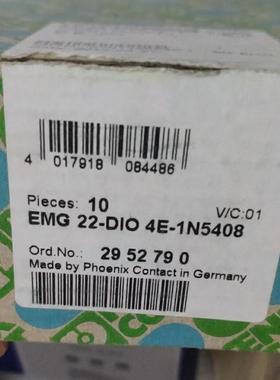 4 017918 084486
Pieces: 10 V/C:01
EMG 22-DIO 4E-1N5408
Ord.No.: 29 52 79 0
Made by Phoenix Contact in Germany